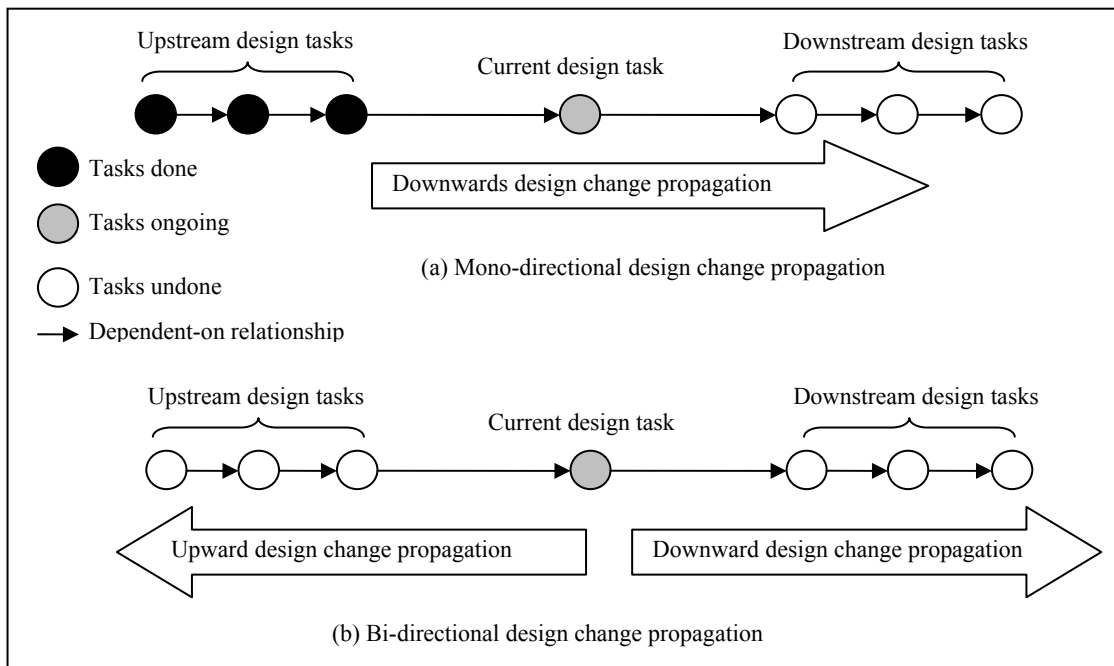 Upstream design tasks
Downstream design tasks
Current design task
Tasks done
Downwards design change propagation
Tasks ongoing
(a) Mono-directional design change propagation
Tasks undone
Dependent-on relationship
Upstream design tasks
Downstream design tasks
Current design task
Upward design change propagation
Downward design change propagation
(b) Bi-directional design change propagation